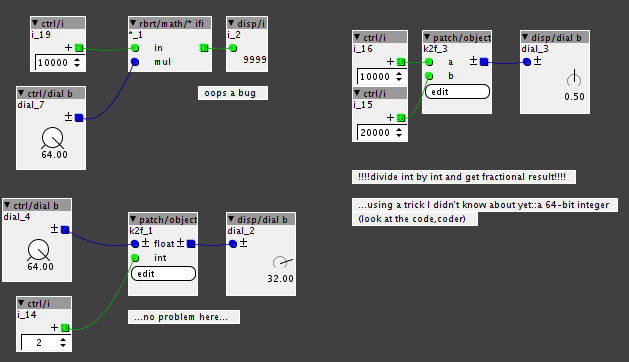 ctrl/i
i_19
+
10000
rbrt/math/* ifi
*_1
in
mul
disp/i
i_2
9999
oops a bug
ctrl/dial b
dial_7
±
64.00
ctrl/i
i_16
+
10000
ctrl/i
i_15
+
20000
patch/object
k2f_3
a ±
b
edit
disp/dial b
dial_3
±
0.50
!!!!divide int by int and get fractional result!!!!
...using a trick I didn't know about yet::a 64-bit integer
(look at the code,coder)
ctrl/dial b
dial_4
±
64.00
patch/object
k2f_1
± float ±
int
edit
disp/dial b
dial_2
±
32.00
ctrl/i
i_14
+
2
...no problem here...